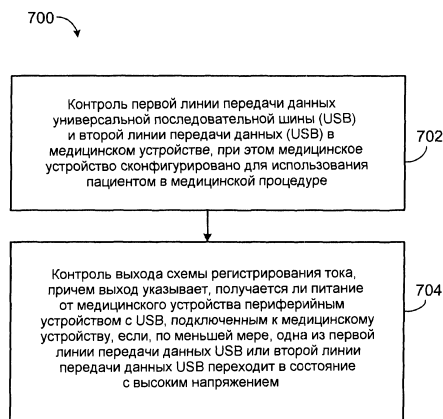 700
Контроль первой линии передачи данных
универсальной последовательной шины (USB)
и второй линии передачи данных (USB) в
медицинском устройстве, при этом медицинское
устройство сконфигурировано для использования
пациентом в медицинской процедуре
702
Контроль выхода схемы регистрирования тока,
причем выход указывает, получается ли питание
от медицинского устройства периферийным
устройством с USB, подключенным к медицинскому
устройству, если, по меньшей мере, одна из первой
линии передачи данных USB или второй линии
передачи данных USB переходит в состояние
с высоким напряжением
704